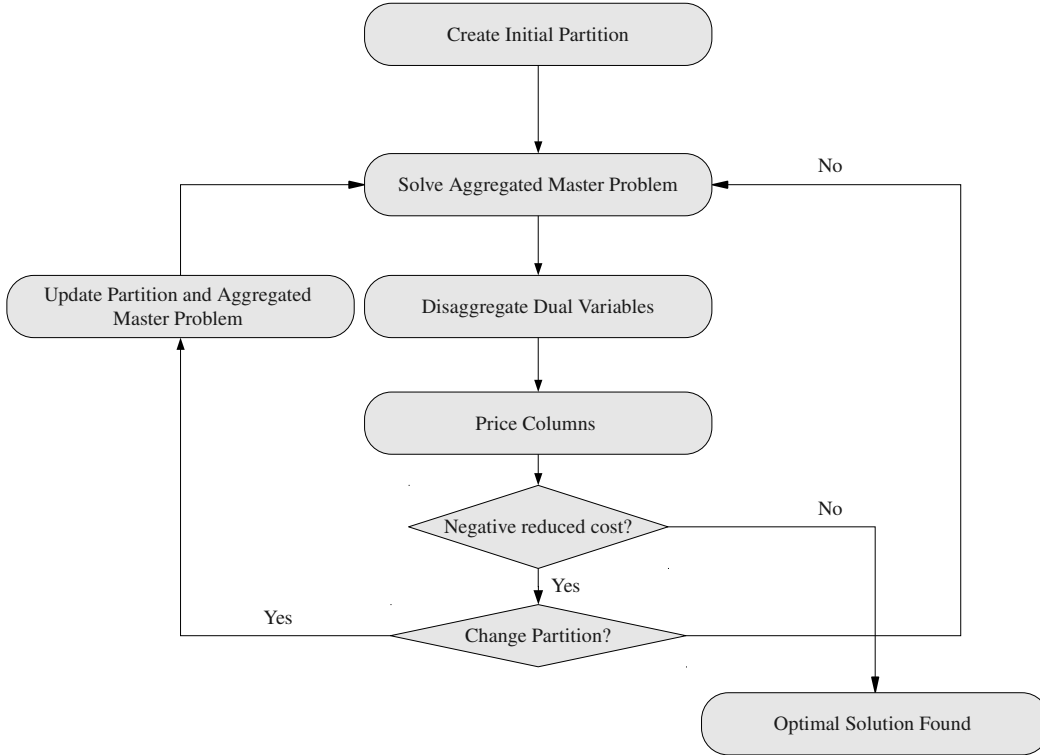 Create Initial Partition
No
Solve Aggregated Master Problem
Update Partition and Aggregated
Master Problem
Disaggregate Dual Variables
Price Columns
Negative reduced cost?
No
Yes
Yes
Change Partition?
Optimal Solution Found